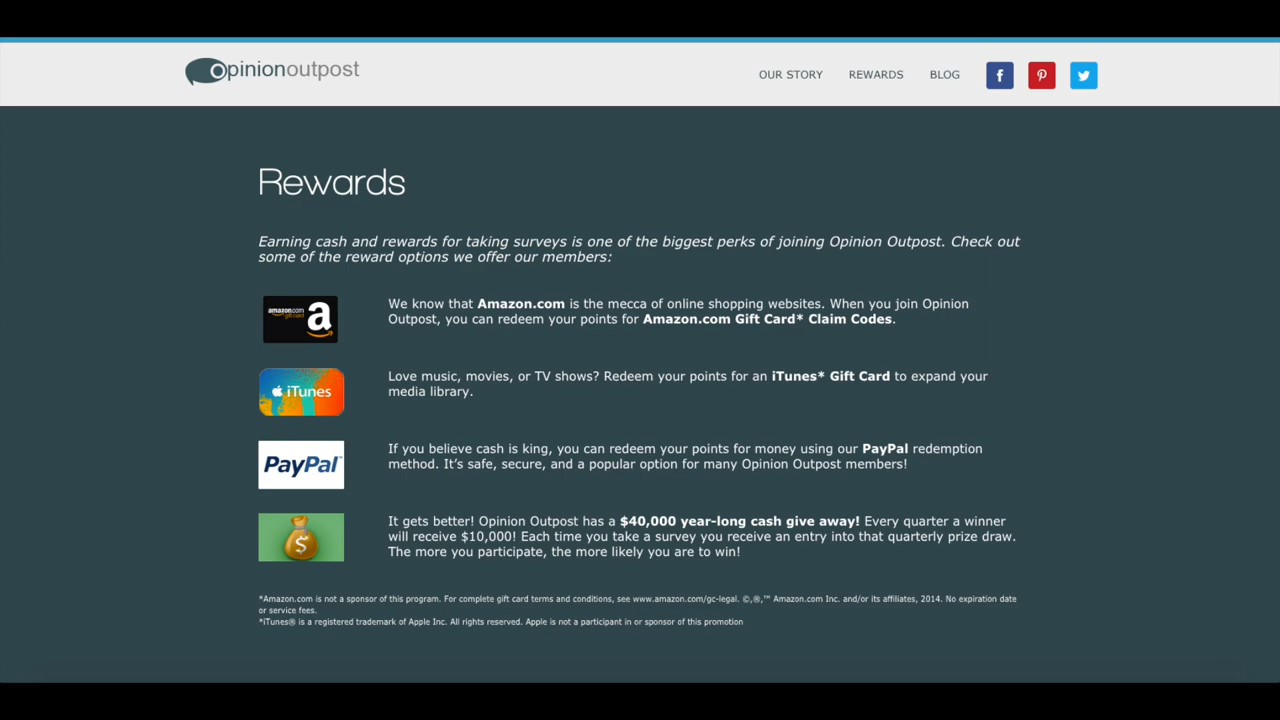 opinionoutpost
OUR STORY REWARDS BLOG
Rewards
Earning cash and rewards for taking surveys is one of the biggest perks of joining Opinion Outpost. Check out
some of the reward options we offer our members:
amazon.com
gift card
We know that Amazon.com is the mecca of online shopping websites. When you join Opinion
Outpost, you can redeem your points for Amazon.com Gift Card* Claim Codes.
iTunes
Love music, movies, or TV shows? Redeem your points for an iTunes* Gift Card to expand your
media library.
PayPal™
If you believe cash is king, you can redeem your points for money using our PayPal redemption
method. It’s safe, secure, and a popular option for many Opinion Outpost members!
$
It gets better! Opinion Outpost has a $40,000 year-long cash give away! Every quarter a winner
will receive $10,000! Each time you take a survey you receive an entry into that quarterly prize draw.
The more you participate, the more likely you are to win!
*Amazon.com is not a sponsor of this program. For complete gift card terms and conditions, see www.amazon.com/gc-legal. ©,®,™ Amazon.com Inc. and/or its affiliates, 2014. No expiration date
or service fees.
*iTunes® is a registered trademark of Apple Inc. All rights reserved. Apple is not a participant in or sponsor of this promotion